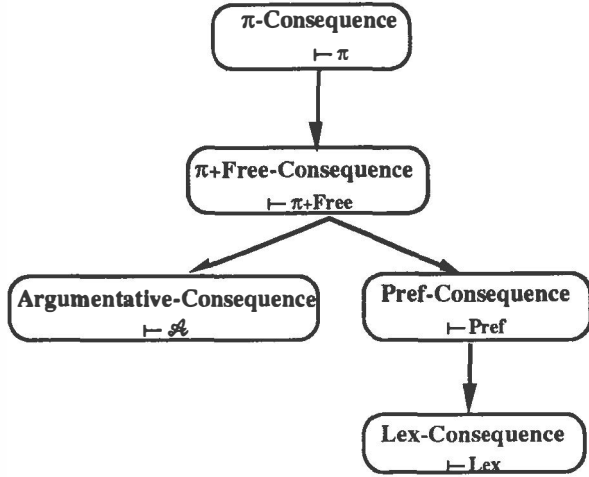 π-Consequence
⊢ π
π+Free-Consequence
⊢ π+Free
Argumentative-Consequence
⊢ 𝒜
Pref-Consequence
⊢ Pref
Lex-Consequence
⊢ Lex